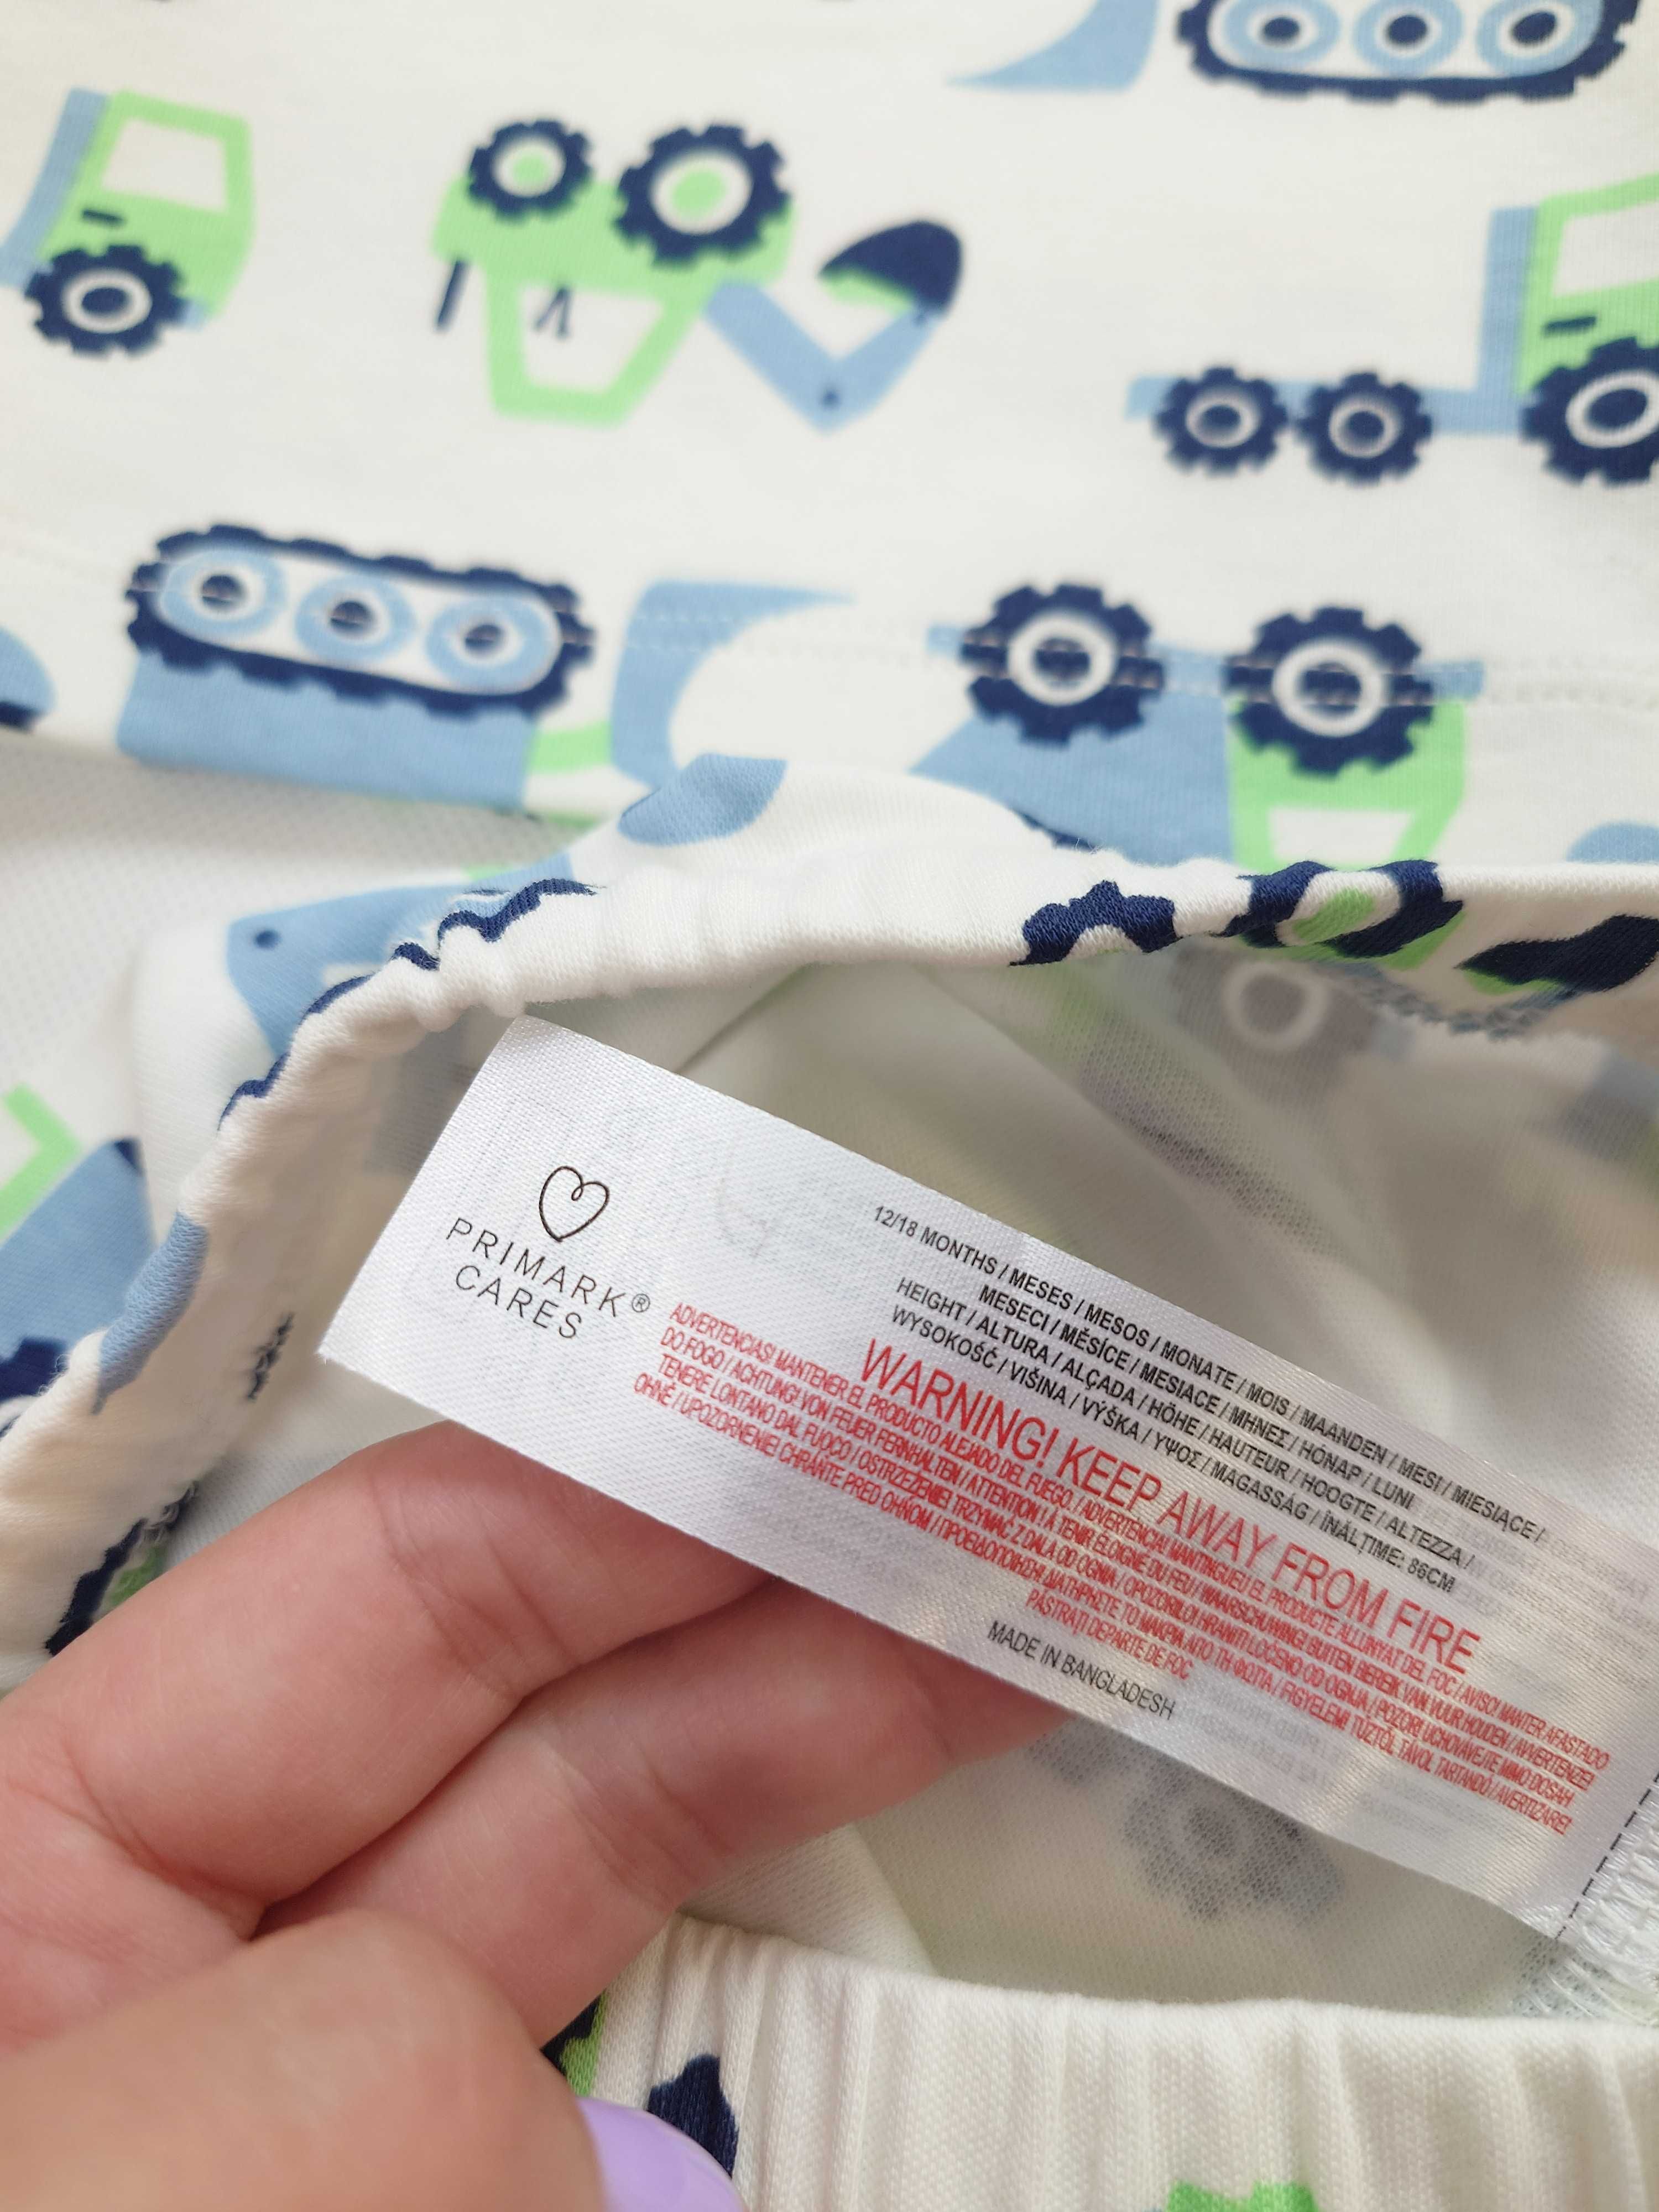 PRIMARK®
CARES
12/18 MONTHS / MESES / MESOS / MONATE / MOIS / MAANDEN / MESI / MIESIĄCE /
MESECI / MĚSÍCE / MESIACE / ΜΗΝΕΣ / HÓNAP / LUNI
HEIGHT / ALTURA / ALÇADA / HÖHE / HAUTEUR / HOOGTE / ALTEZZA /
WYSOKOŚĆ / VIŠINA / VÝŠKA / ΥΨΟΣ / MAGASSÁG / ÎNĂLȚIME: 86CM
WARNING! KEEP AWAY FROM FIRE
ADVERTENCIAS! MANTENER EL PRODUCTO ALEJADO DEL FUEGO / ADVERTÈNCIA! MANTINGUEU EL PRODUCTE ALLUNYAT DEL FOC / AVISO! MANTER AFASTADO
DO FOGO / ACHTUNG! VON FEUER FERNHALTEN / ATTENTION ! À TENIR ÉLOIGNÉ DU FEU / WAARSCHUWING! BUITEN BEREIK VAN VUUR HOUDEN / AVVERTENZE!
TENERE LONTANO DAL FUOCO / OSTRZEŻENIE! TRZYMAĆ Z DALA OD OGNIA / OPOZORILO! HRANITI LOČENO OD OGNJA / POZOR! UCHOVÁVEJTE MIMO DOSAH
OHNĚ / UPOZORNENIE! CHRÁŇTE PRED OHŇOM / ΠΡΟΕΙΔΟΠΟΙΗΣΗ! ΔΙΑΤΗΡΗΣΤΕ ΤΟ ΜΑΚΡΙΑ ΑΠΟ ΤΗ ΦΩΤΙΑ / FIGYELEM! TŰZTŐL TÁVOL TARTANDÓ / AVERTIZARE!
PĂSTRAȚI DEPARTE DE FOC
MADE IN BANGLADESH